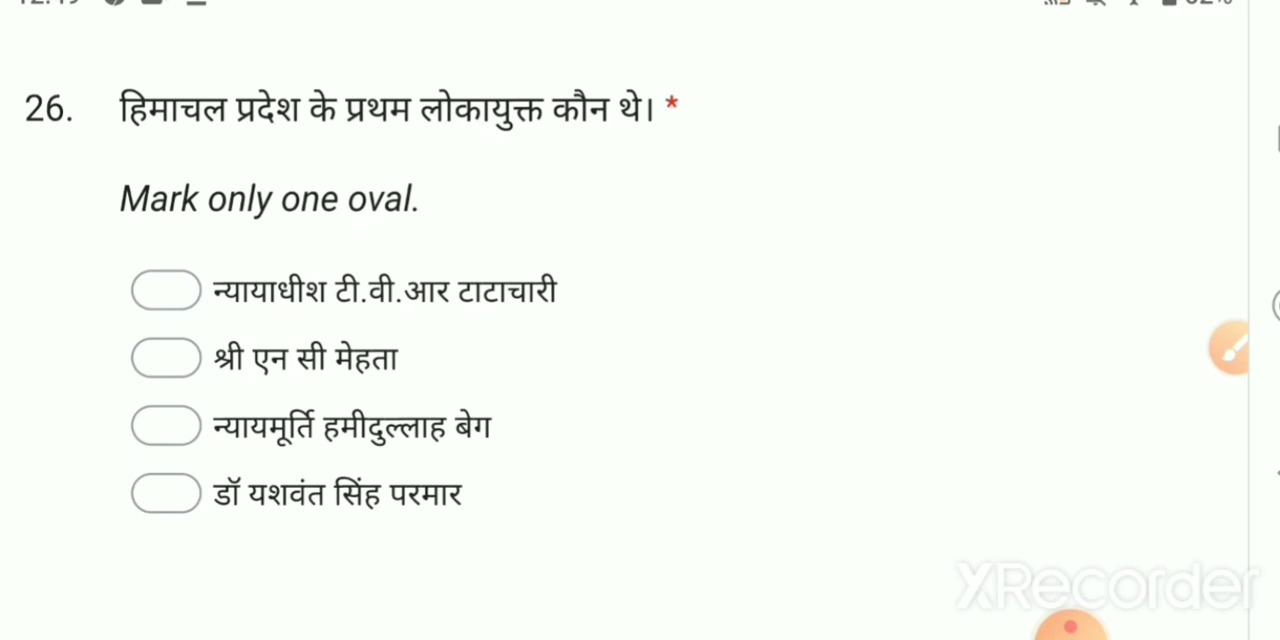 26. हिमाचल प्रदेश के प्रथम लोकायुक्त कौन थे। *
Mark only one oval.
न्यायाधीश टी.वी.आर टाटाचारी
श्री एन सी मेहता
न्यायमूर्ति हमीदुल्लाह बेग
डॉ यशवंत सिंह परमार
XRecorder